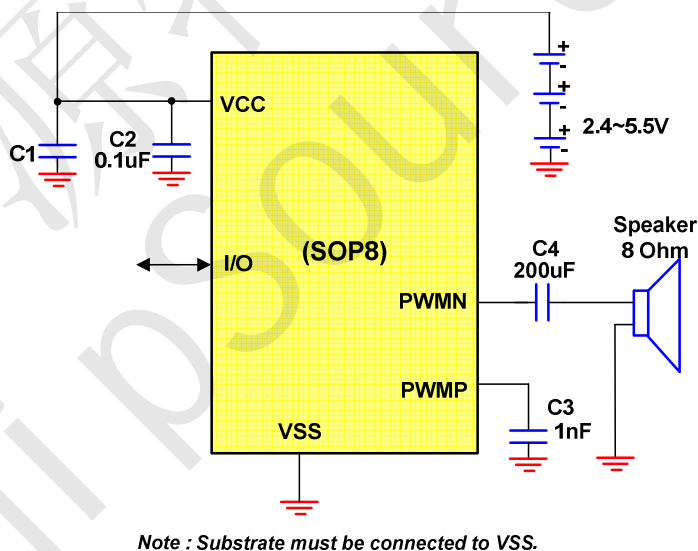 +
-
+
-
+
-
2.4~5.5V
VCC
C1
C2
0.1uF
I/O
(SOP8)
Speaker
8 Ohm
C4
200uF
PWMN
PWMP
C3
1nF
VSS
Note : Substrate must be connected to VSS.